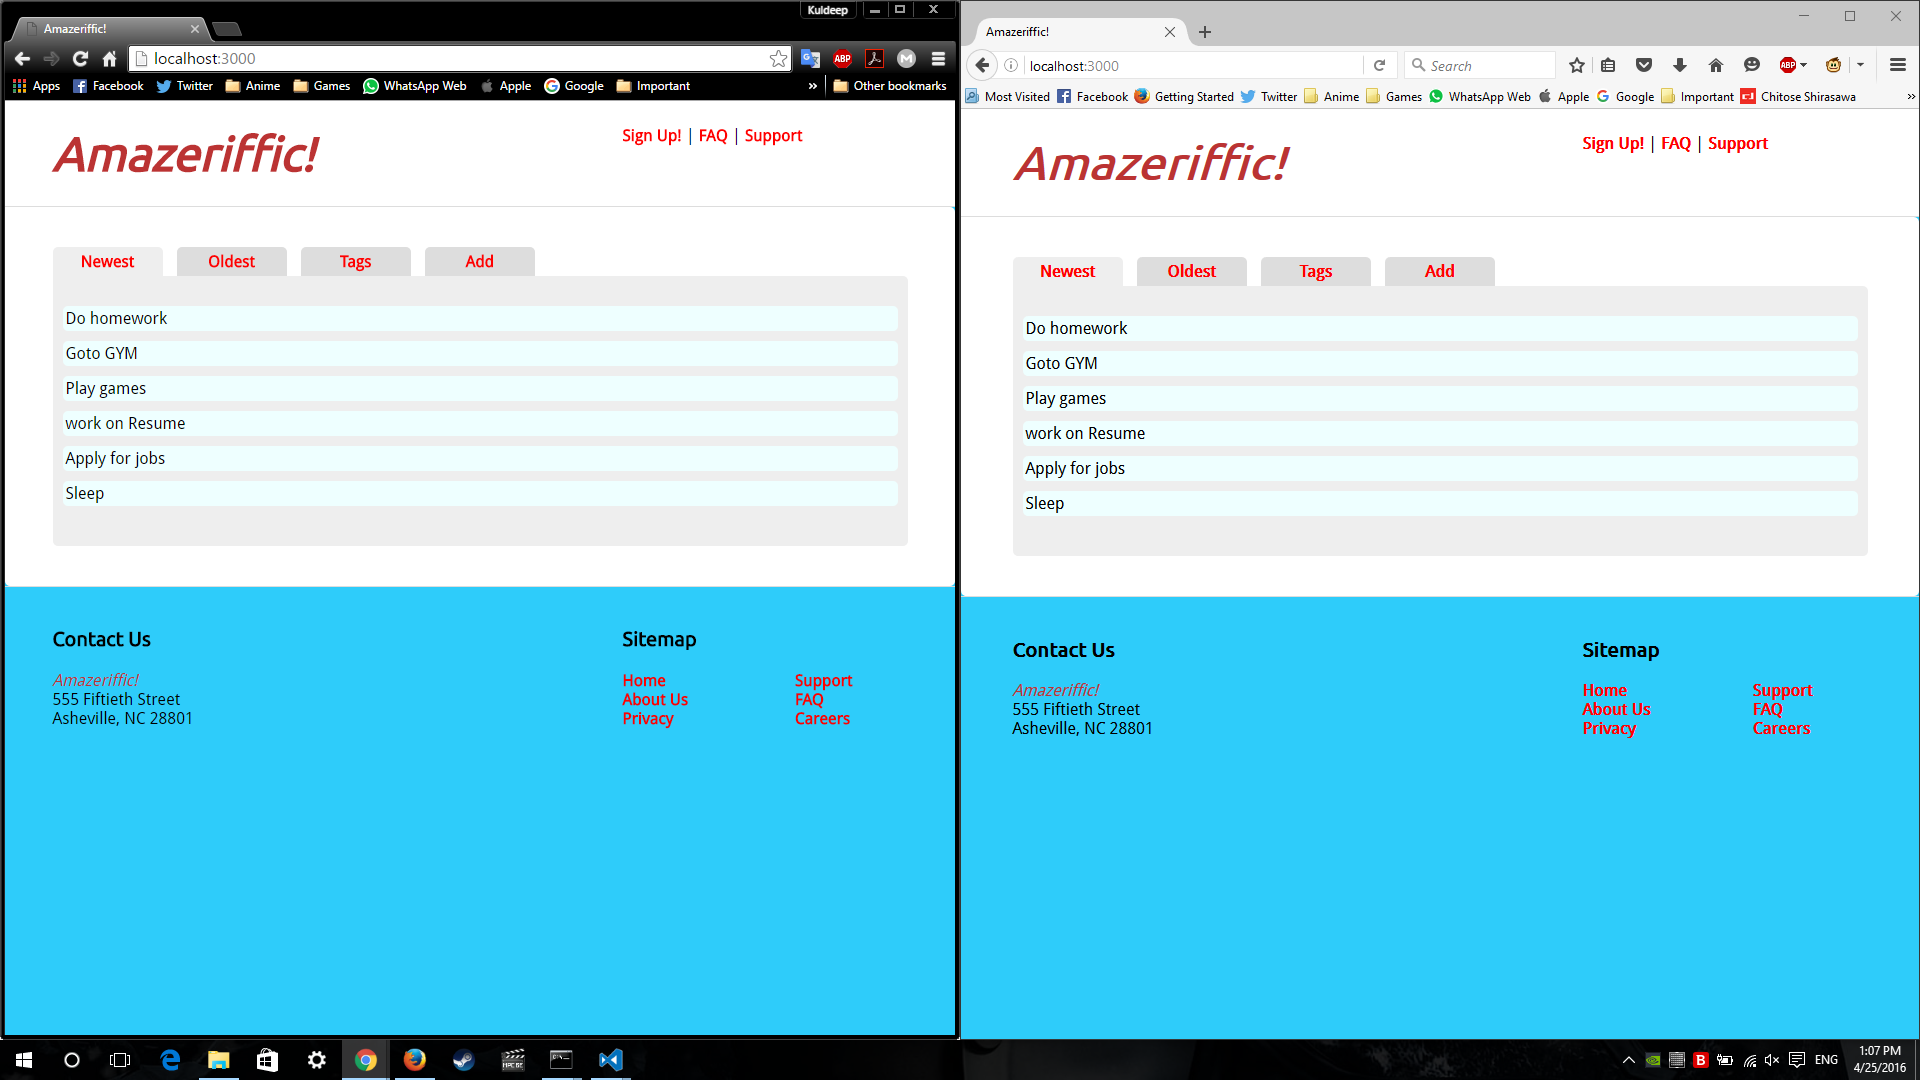 Kuldeep
Amazeriffic!
localhost:3000
Apps Facebook Twitter Anime Games WhatsApp Web Apple Google Important » Other bookmarks
Amazeriffic!
Sign Up! | FAQ | Support
Newest Oldest Tags Add
Do homework
Goto GYM
Play games
work on Resume
Apply for jobs
Sleep
Contact Us
Amazeriffic!
555 Fiftieth Street
Asheville, NC 28801
Sitemap
Home Support
About Us FAQ
Privacy Careers
Amazeriffic!
localhost:3000 Search
Most Visited Facebook Getting Started Twitter Anime Games WhatsApp Web Apple Google Important Chitose Shirasawa »
Amazeriffic!
Sign Up! | FAQ | Support
Newest Oldest Tags Add
Do homework
Goto GYM
Play games
work on Resume
Apply for jobs
Sleep
Contact Us
Amazeriffic!
555 Fiftieth Street
Asheville, NC 28801
Sitemap
Home Support
About Us FAQ
Privacy Careers
ENG
1:07 PM
4/25/2016